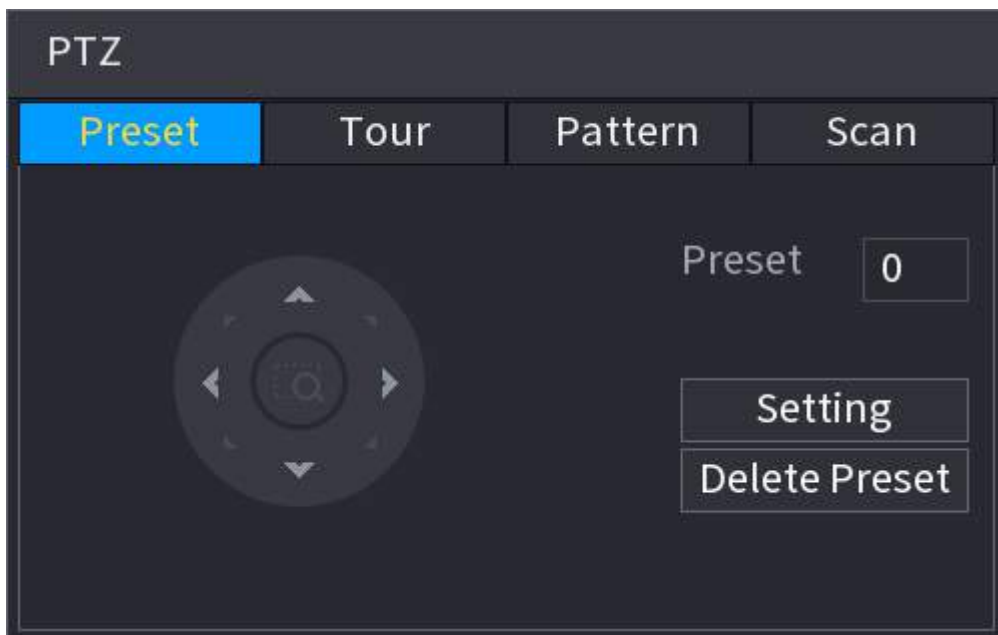 PTZ
Preset Tour Pattern Scan
Preset 0
Setting
Delete Preset